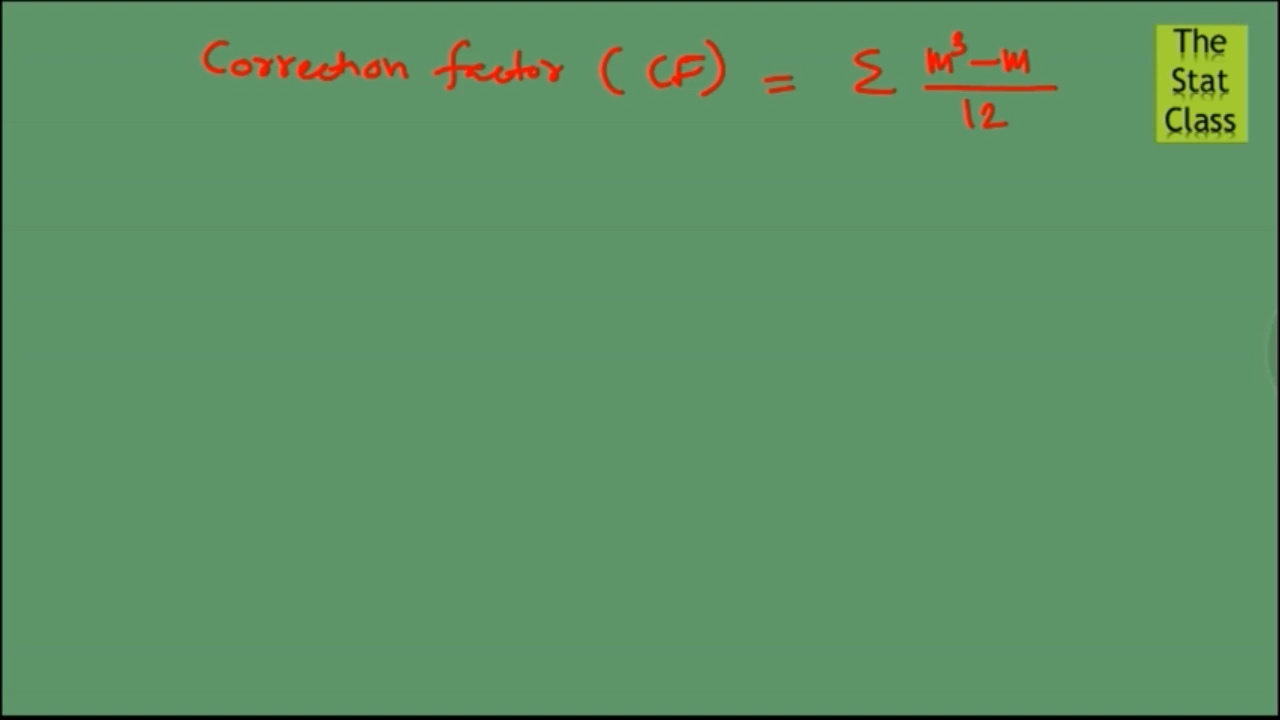 Correction factor (CF) = Σ m³-m / 12
The
Stat
Class